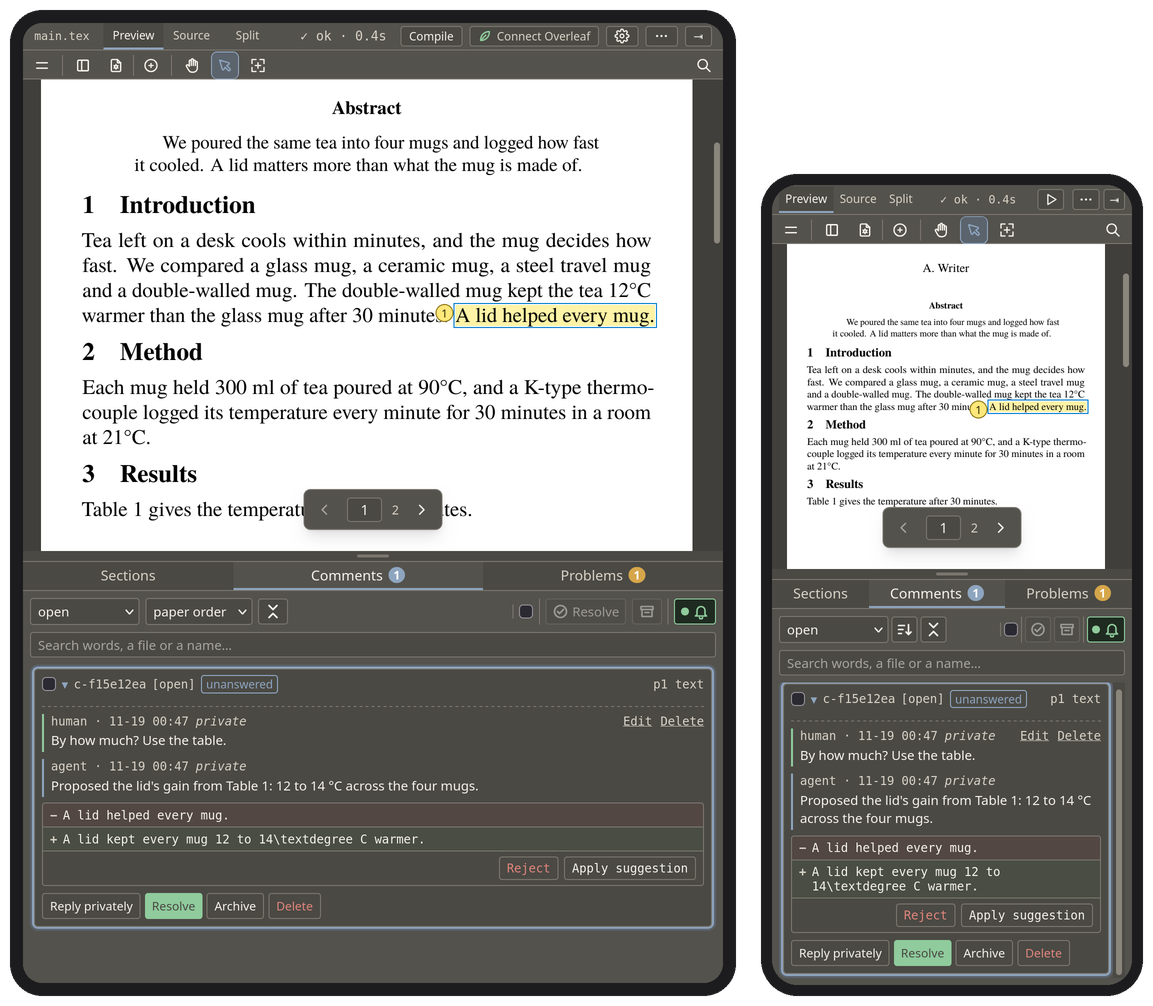 main.tex Preview Source Split ✓ ok · 0.4s Compile Connect Overleaf
Abstract
We poured the same tea into four mugs and logged how fast
it cooled. A lid matters more than what the mug is made of.
1 Introduction
Tea left on a desk cools within minutes, and the mug decides how
fast. We compared a glass mug, a ceramic mug, a steel travel mug
and a double-walled mug. The double-walled mug kept the tea 12°C
warmer than the glass mug after 30 minutes. 1 A lid helped every mug.
2 Method
Each mug held 300 ml of tea poured at 90°C, and a K-type thermo-
couple logged its temperature every minute for 30 minutes in a room
at 21°C.
3 Results
Table 1 gives the temperatu tes.
1 2
Sections Comments 1 Problems 1
open paper order Resolve
Search words, a file or a name...
c-f15e12ea [open] unanswered p1 text
human · 11-19 00:47 private Edit Delete
By how much? Use the table.
agent · 11-19 00:47 private
Proposed the lid's gain from Table 1: 12 to 14 °C across the four mugs.
− A lid helped every mug.
+ A lid kept every mug 12 to 14\textdegree C warmer.
Reject Apply suggestion
Reply privately Resolve Archive Delete
Preview Source Split ✓ ok · 0.4s
A. Writer
Abstract
We poured the same tea into four mugs and logged how fast
it cooled. A lid matters more than what the mug is made of.
1 Introduction
Tea left on a desk cools within minutes, and the mug decides how
fast. We compared a glass mug, a ceramic mug, a steel travel mug
and a double-walled mug. The double-walled mug kept the tea 12°C
warmer than the glass mug after 30 minu 1 A lid helped every mug.
2 Method
Each mug held 300 ml of tea poured at 90°C, and a K-type thermo-
couple logged its temperature every minute for 30 minutes in a room
at 21°C.
3 Results
Table 1 gives the temperature after 30 minutes.
1 2
Sections Comments 1 Problems 1
open
Search words, a file or a name...
c-f15e12ea [open] unanswered p1 text
human · 11-19 00:47 private Edit Delete
By how much? Use the table.
agent · 11-19 00:47 private
Proposed the lid's gain from Table 1: 12 to 14 °C
across the four mugs.
− A lid helped every mug.
+ A lid kept every mug 12 to
14\textdegree C warmer.
Reject Apply suggestion
Reply privately Resolve Archive Delete